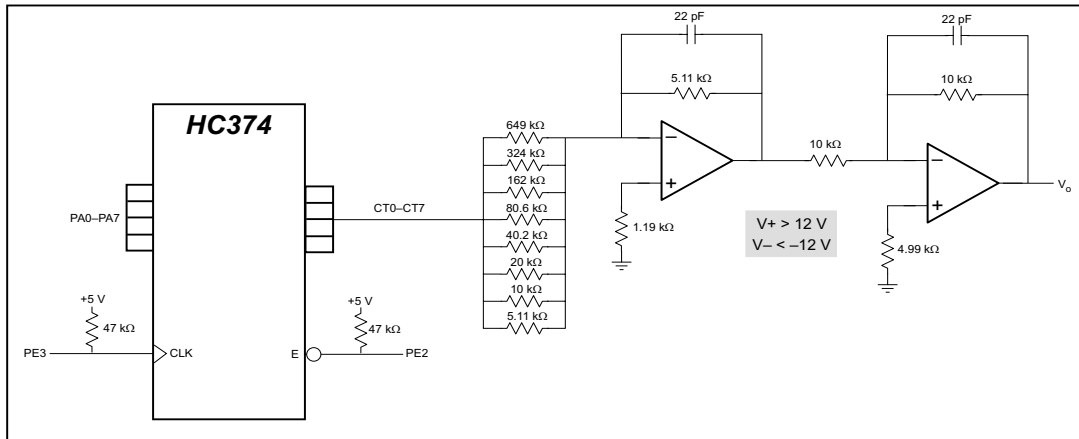 22 pF
22 pF
5.11 kΩ
10 kΩ
HC374
649 kΩ
324 kΩ
162 kΩ
80.6 kΩ
40.2 kΩ
20 kΩ
10 kΩ
5.11 kΩ
PA0–PA7
CT0–CT7
–
+
10 kΩ
–
+
Vo
1.19 kΩ
V+ > 12 V
V– < –12 V
4.99 kΩ
+5 V
47 kΩ
+5 V
47 kΩ
PE3
CLK
E
PE2